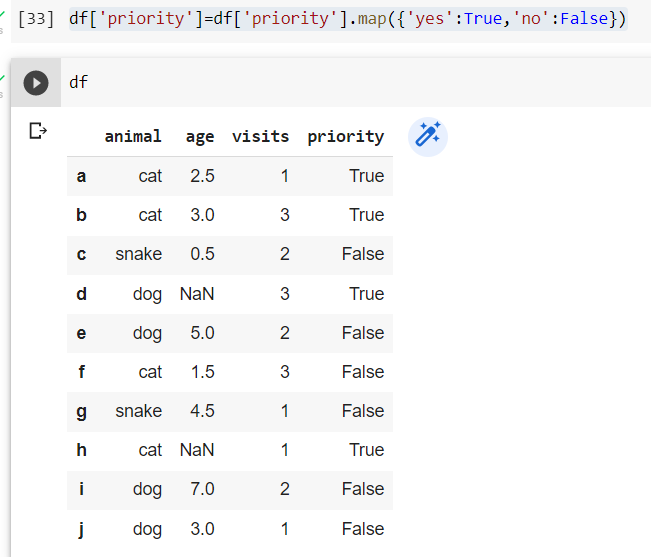 [33] df['priority']=df['priority'].map({'yes':True,'no':False})
df
animal age visits priority
a cat 2.5 1 True
b cat 3.0 3 True
c snake 0.5 2 False
d dog NaN 3 True
e dog 5.0 2 False
f cat 1.5 3 False
g snake 4.5 1 False
h cat NaN 1 True
i dog 7.0 2 False
j dog 3.0 1 False